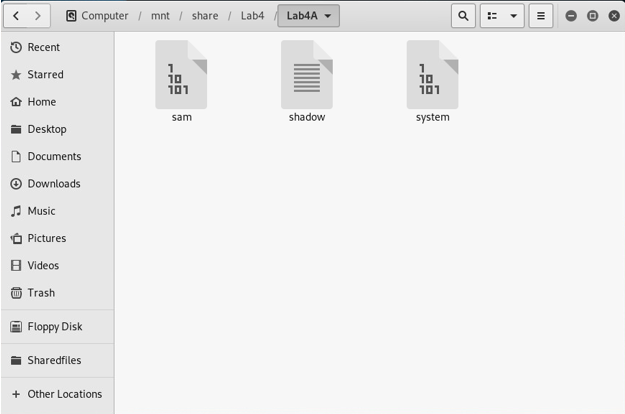 Computer / mnt / share / Lab4 / Lab4A
Recent
Starred
Home
Desktop
Documents
Downloads
Music
Pictures
Videos
Trash
Floppy Disk
Sharedfiles
+ Other Locations
1 10 101
sam
shadow
1 10 101
system